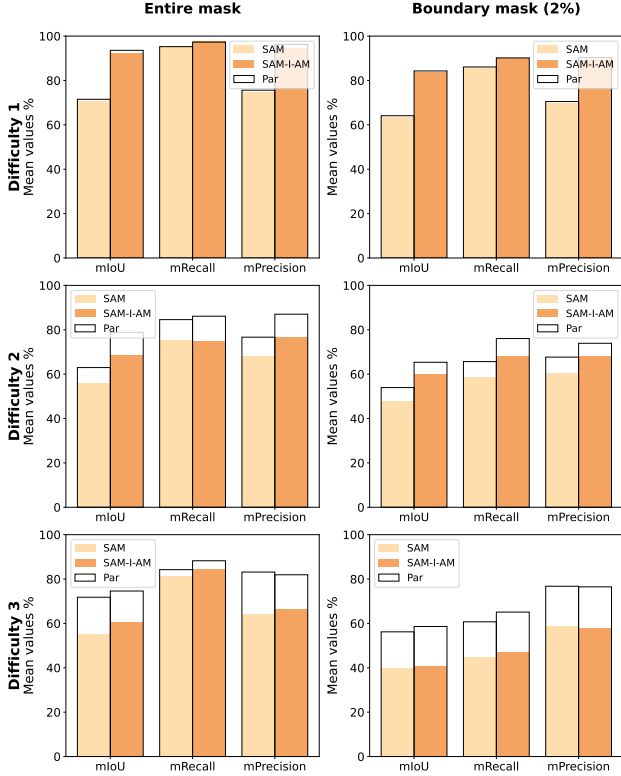 Entire mask
Boundary mask (2%)
Difficulty 1
Mean values %
100
80
60
40
20
0
SAM
SAM-I-AM
Par
mIoU
mRecall
mPrecision
Mean values %
100
80
60
40
20
0
SAM
SAM-I-AM
Par
mIoU
mRecall
mPrecision
Difficulty 2
Mean values %
100
80
60
40
20
0
SAM
SAM-I-AM
Par
mIoU
mRecall
mPrecision
Mean values %
100
80
60
40
20
0
SAM
SAM-I-AM
Par
mIoU
mRecall
mPrecision
Difficulty 3
Mean values %
100
80
60
40
20
0
SAM
SAM-I-AM
Par
mIoU
mRecall
mPrecision
Mean values %
100
80
60
40
20
0
SAM
SAM-I-AM
Par
mIoU
mRecall
mPrecision